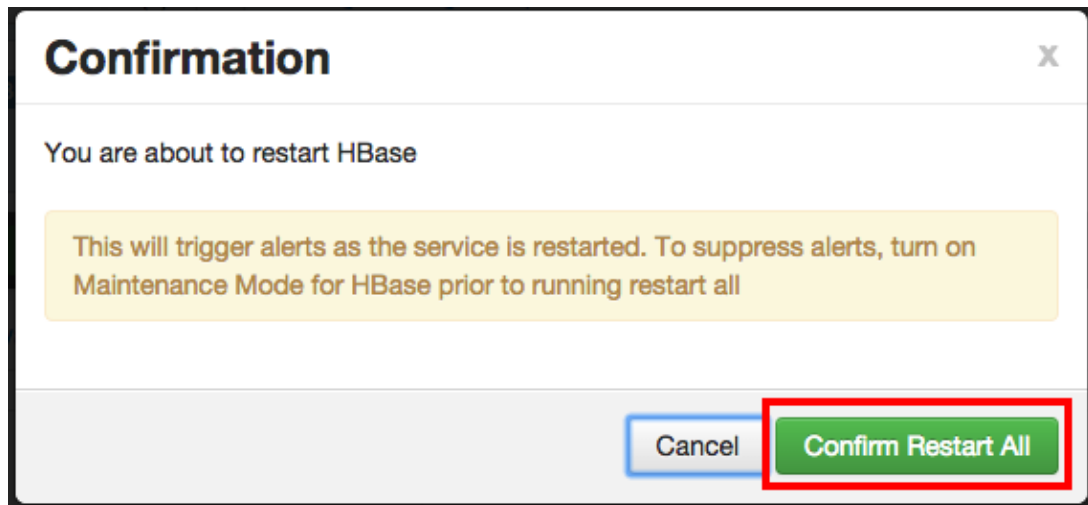 Confirmation
x
You are about to restart HBase
This will trigger alerts as the service is restarted. To suppress alerts, turn on
Maintenance Mode for HBase prior to running restart all
Cancel
Confirm Restart All